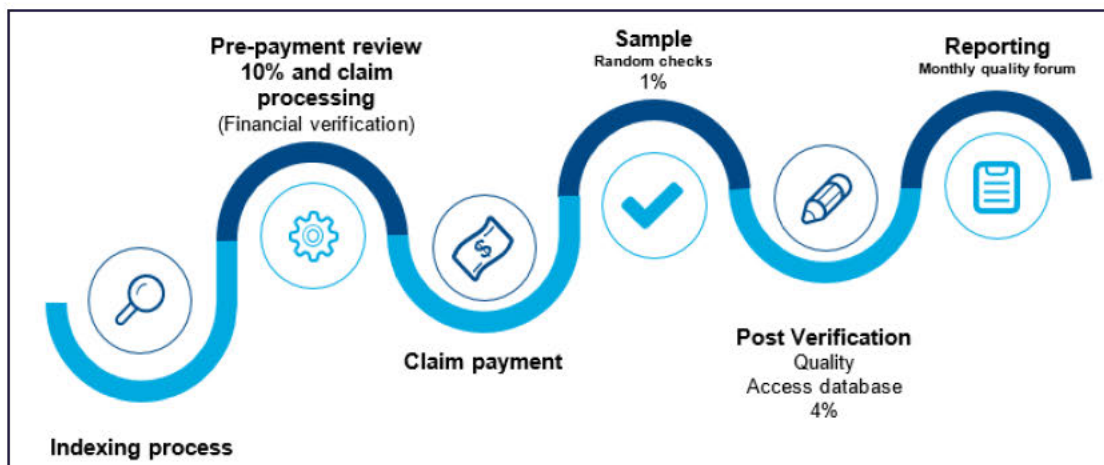 Indexing process
Pre-payment review
10% and claim
processing
(Financial verification)
$
Claim payment
Sample
Random checks
1%
Post Verification
Quality
Access database
4%
Reporting
Monthly quality forum